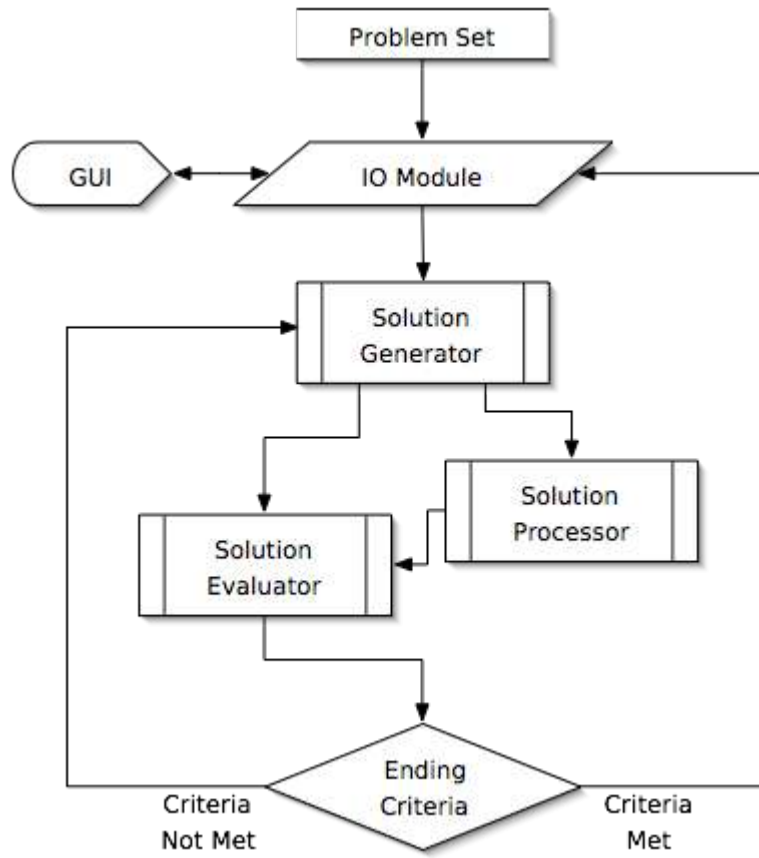 Problem Set
GUI
IO Module
Solution
Generator
Solution
Processor
Solution
Evaluator
Ending
Criteria
Criteria
Not Met
Criteria
Met